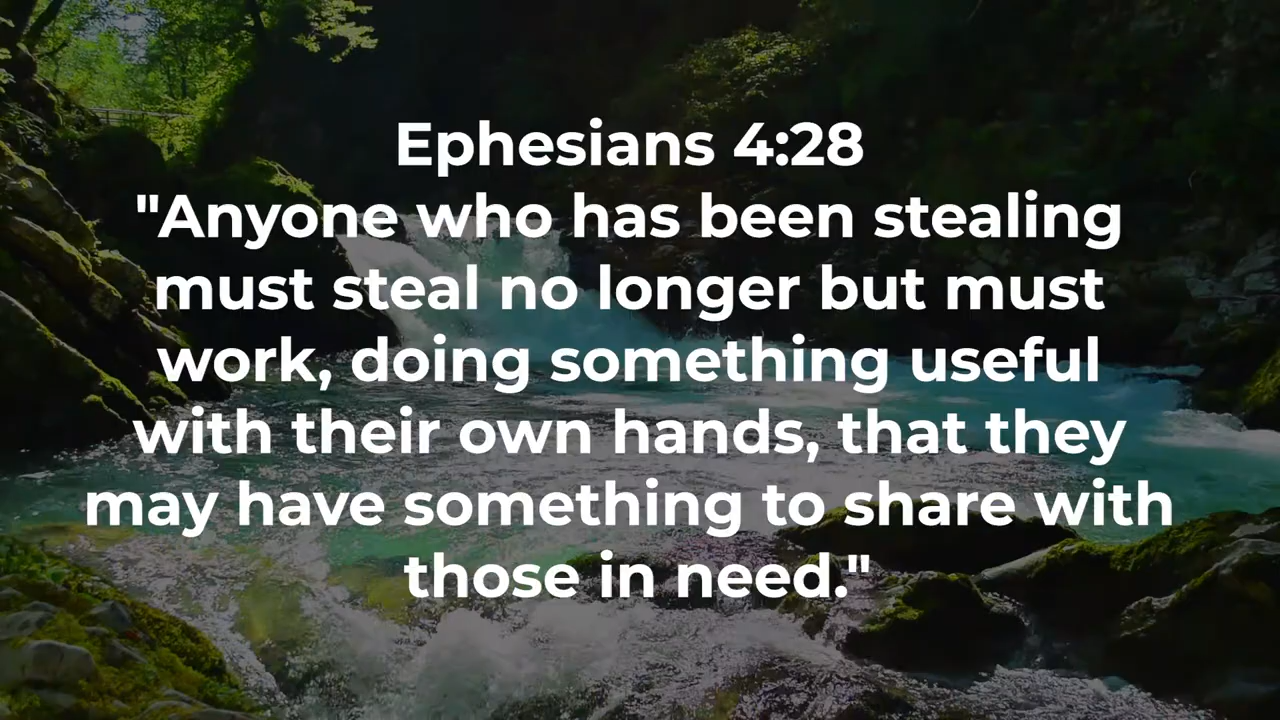 Ephesians 4:28
"Anyone who has been stealing
must steal no longer but must
work, doing something useful
with their own hands, that they
may have something to share with
those in need."